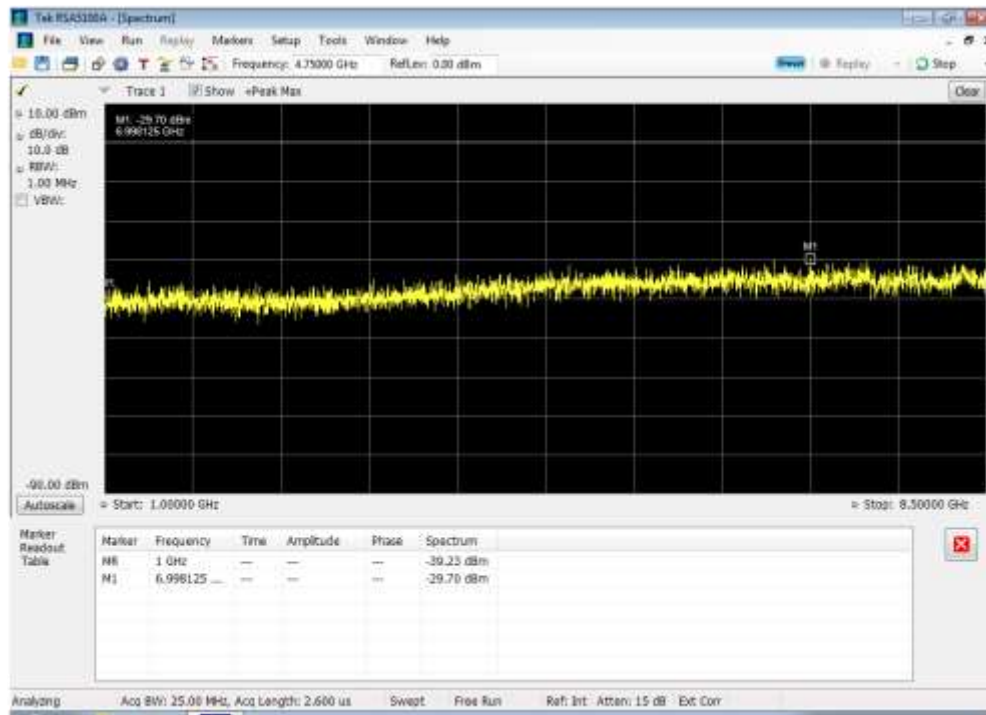 Tek RSA5100A - [Spectrum]
File View Run Replay Markers Setup Tools Window Help
Frequency: 4.75000 GHz RefLev: 0.00 dBm Preset Replay Stop
Trace 1 Show +Peak Max Clear
10.00 dBm
dB/div:
10.0 dB
RBW:
1.00 MHz
VBW:
M1: -29.70 dBm
6.998125 GHz
M1
-90.00 dBm
Autoscale Start: 1.00000 GHz Stop: 8.50000 GHz
Marker Readout Table
Marker Frequency Time Amplitude Phase Spectrum
MR 1 GHz --- --- --- -39.23 dBm
M1 6.998125 ... --- --- --- -29.70 dBm
Analyzing Acq BW: 25.00 MHz, Acq Length: 2.600 us Swept Free Run Ref: Int Atten: 15 dB Ext Corr